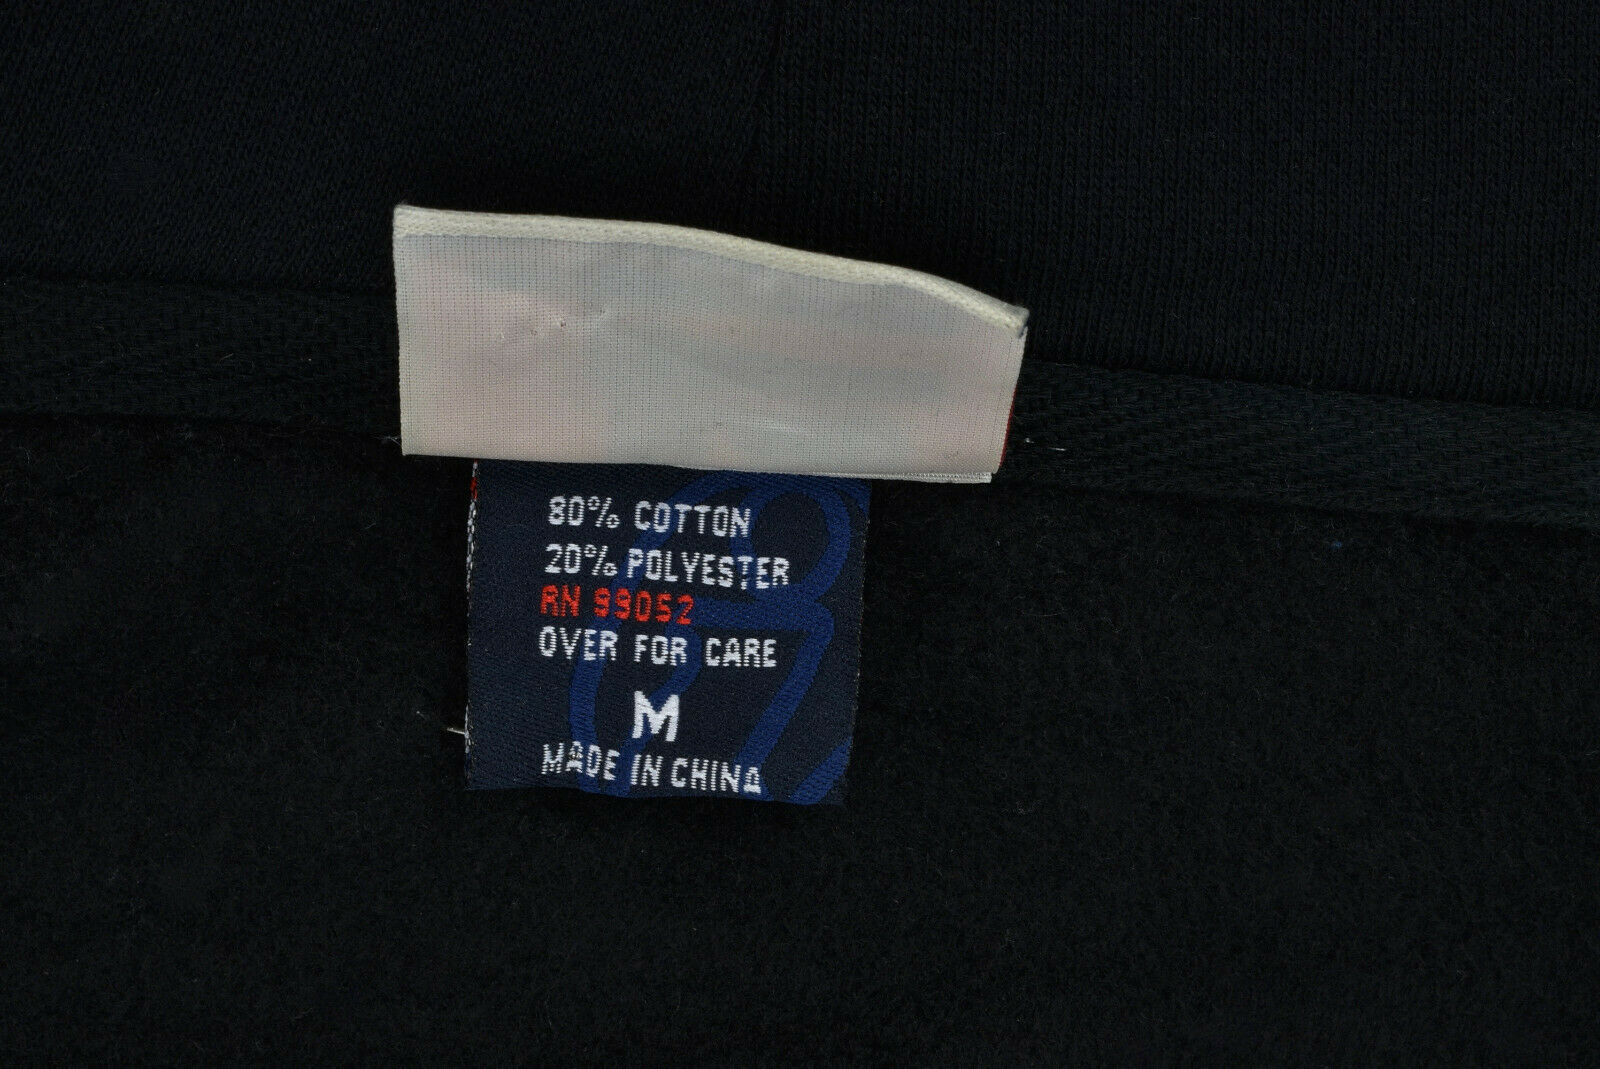 80% COTTON
20% POLYESTER
RN 99052
OVER FOR CARE
M
MADE IN CHINA